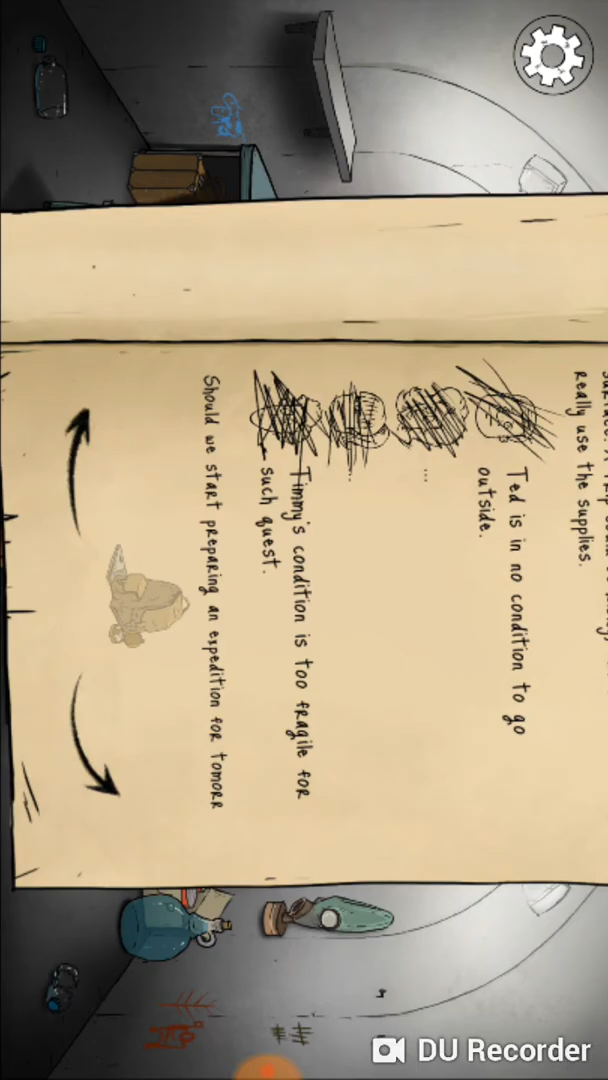 really use the supplies.
Ted is in no condition to go
outside.
...
...
Timmy's condition is too fragile for
such quest.
Should we start preparing an expedition for tomorr
DU Recorder